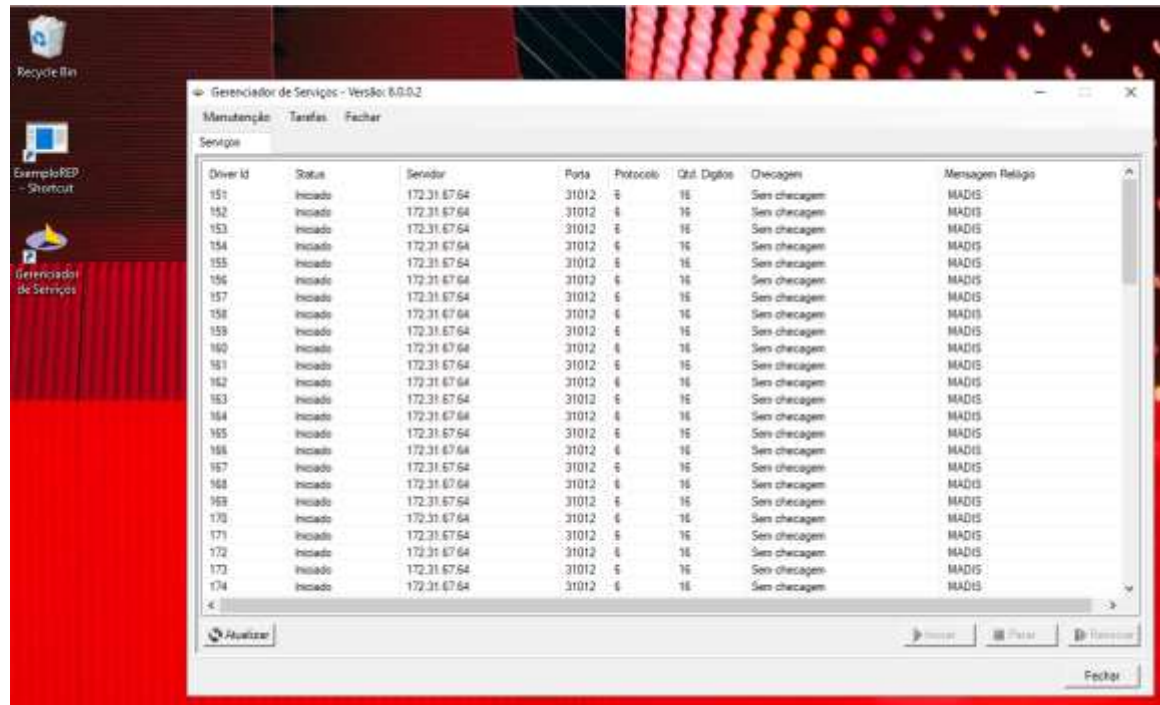 Recycle Bin
ExemploREP
- Shortcut
Gerenciador
de Serviços
Gerenciador de Serviços - Versão: 6.0.0.2
Manutenção Tarefas Fechar
Serviços
Driver Id Status Servidor Porta Protocolo Qtd. Digitos Checagem Mensagem Relógio
151 Iniciado 172.31.67.64 31012 6 16 Sem checagem MADIS
152 Iniciado 172.31.67.64 31012 6 16 Sem checagem MADIS
153 Iniciado 172.31.67.64 31012 6 16 Sem checagem MADIS
154 Iniciado 172.31.67.64 31012 6 16 Sem checagem MADIS
155 Iniciado 172.31.67.64 31012 6 16 Sem checagem MADIS
156 Iniciado 172.31.67.64 31012 6 16 Sem checagem MADIS
157 Iniciado 172.31.67.64 31012 6 16 Sem checagem MADIS
158 Iniciado 172.31.67.64 31012 6 16 Sem checagem MADIS
159 Iniciado 172.31.67.64 31012 6 16 Sem checagem MADIS
160 Iniciado 172.31.67.64 31012 6 16 Sem checagem MADIS
161 Iniciado 172.31.67.64 31012 6 16 Sem checagem MADIS
162 Iniciado 172.31.67.64 31012 6 16 Sem checagem MADIS
163 Iniciado 172.31.67.64 31012 6 16 Sem checagem MADIS
164 Iniciado 172.31.67.64 31012 6 16 Sem checagem MADIS
165 Iniciado 172.31.67.64 31012 6 16 Sem checagem MADIS
166 Iniciado 172.31.67.64 31012 6 16 Sem checagem MADIS
167 Iniciado 172.31.67.64 31012 6 16 Sem checagem MADIS
168 Iniciado 172.31.67.64 31012 6 16 Sem checagem MADIS
169 Iniciado 172.31.67.64 31012 6 16 Sem checagem MADIS
170 Iniciado 172.31.67.64 31012 6 16 Sem checagem MADIS
171 Iniciado 172.31.67.64 31012 6 16 Sem checagem MADIS
172 Iniciado 172.31.67.64 31012 6 16 Sem checagem MADIS
173 Iniciado 172.31.67.64 31012 6 16 Sem checagem MADIS
174 Iniciado 172.31.67.64 31012 6 16 Sem checagem MADIS
Atualizar Iniciar Parar
Fechar